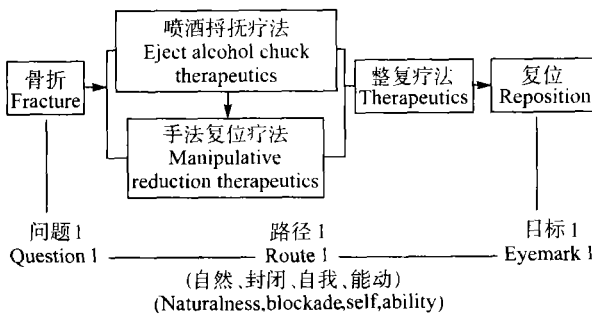 喷酒捋抚疗法
Eject alcohol chuck
therapeutics
骨折
Fracture
手法复位疗法
Manipulative
reduction therapeutics
整复疗法
Therapeutics
复位
Reposition
问题 1
Question 1
路径 1
Route 1
(自然、封闭、自我、能动)
(Naturalness,blockade,self,ability)
目标 1
Eyemark 1